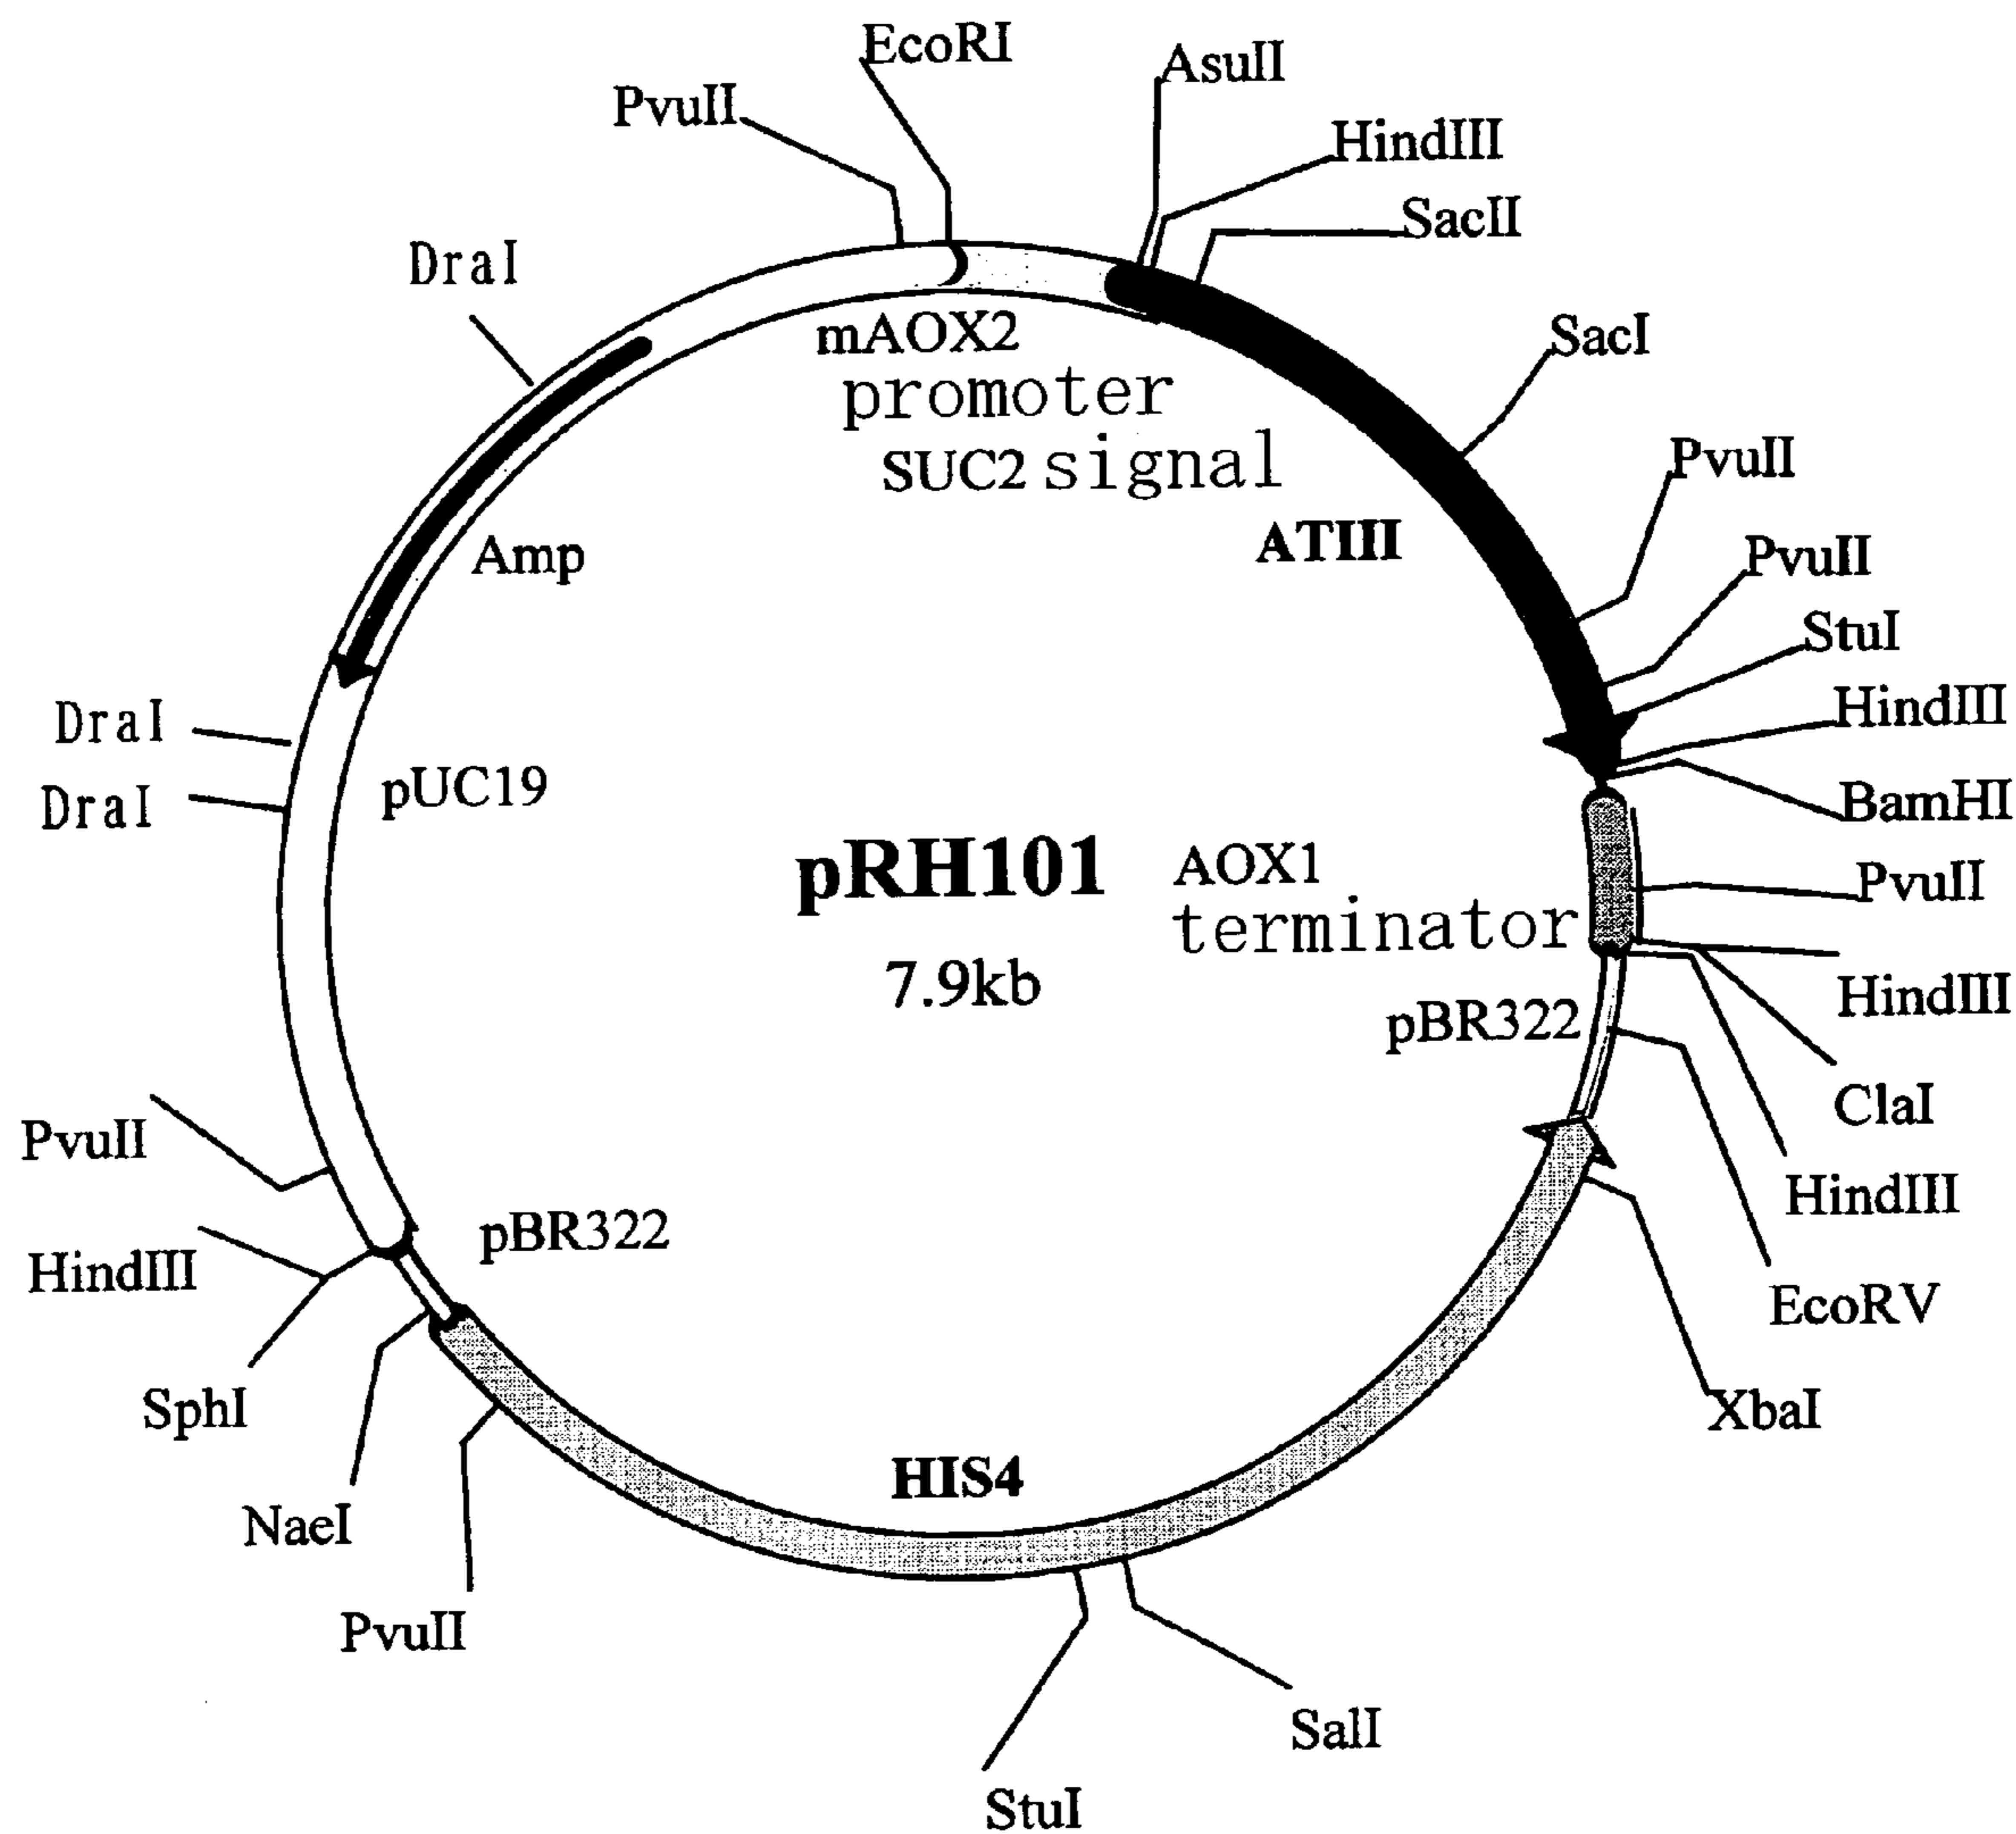 EcoRI
AsuII
PvuII
HindIII
SacII
DraI
mAOX2
promoter
SUC2 signal
SacI
PvuII
ATIII
Amp
PvuII
StuI
HindIII
DraI
pUC19
DraI
BamHI
pRH101
7.9kb
AOX1
terminator
PvuII
HindIII
pBR322
ClaI
PvuII
HindIII
pBR322
HindIII
EcoRV
SphI
XbaI
HIS4
NaeI
PvuII
SalI
StuI